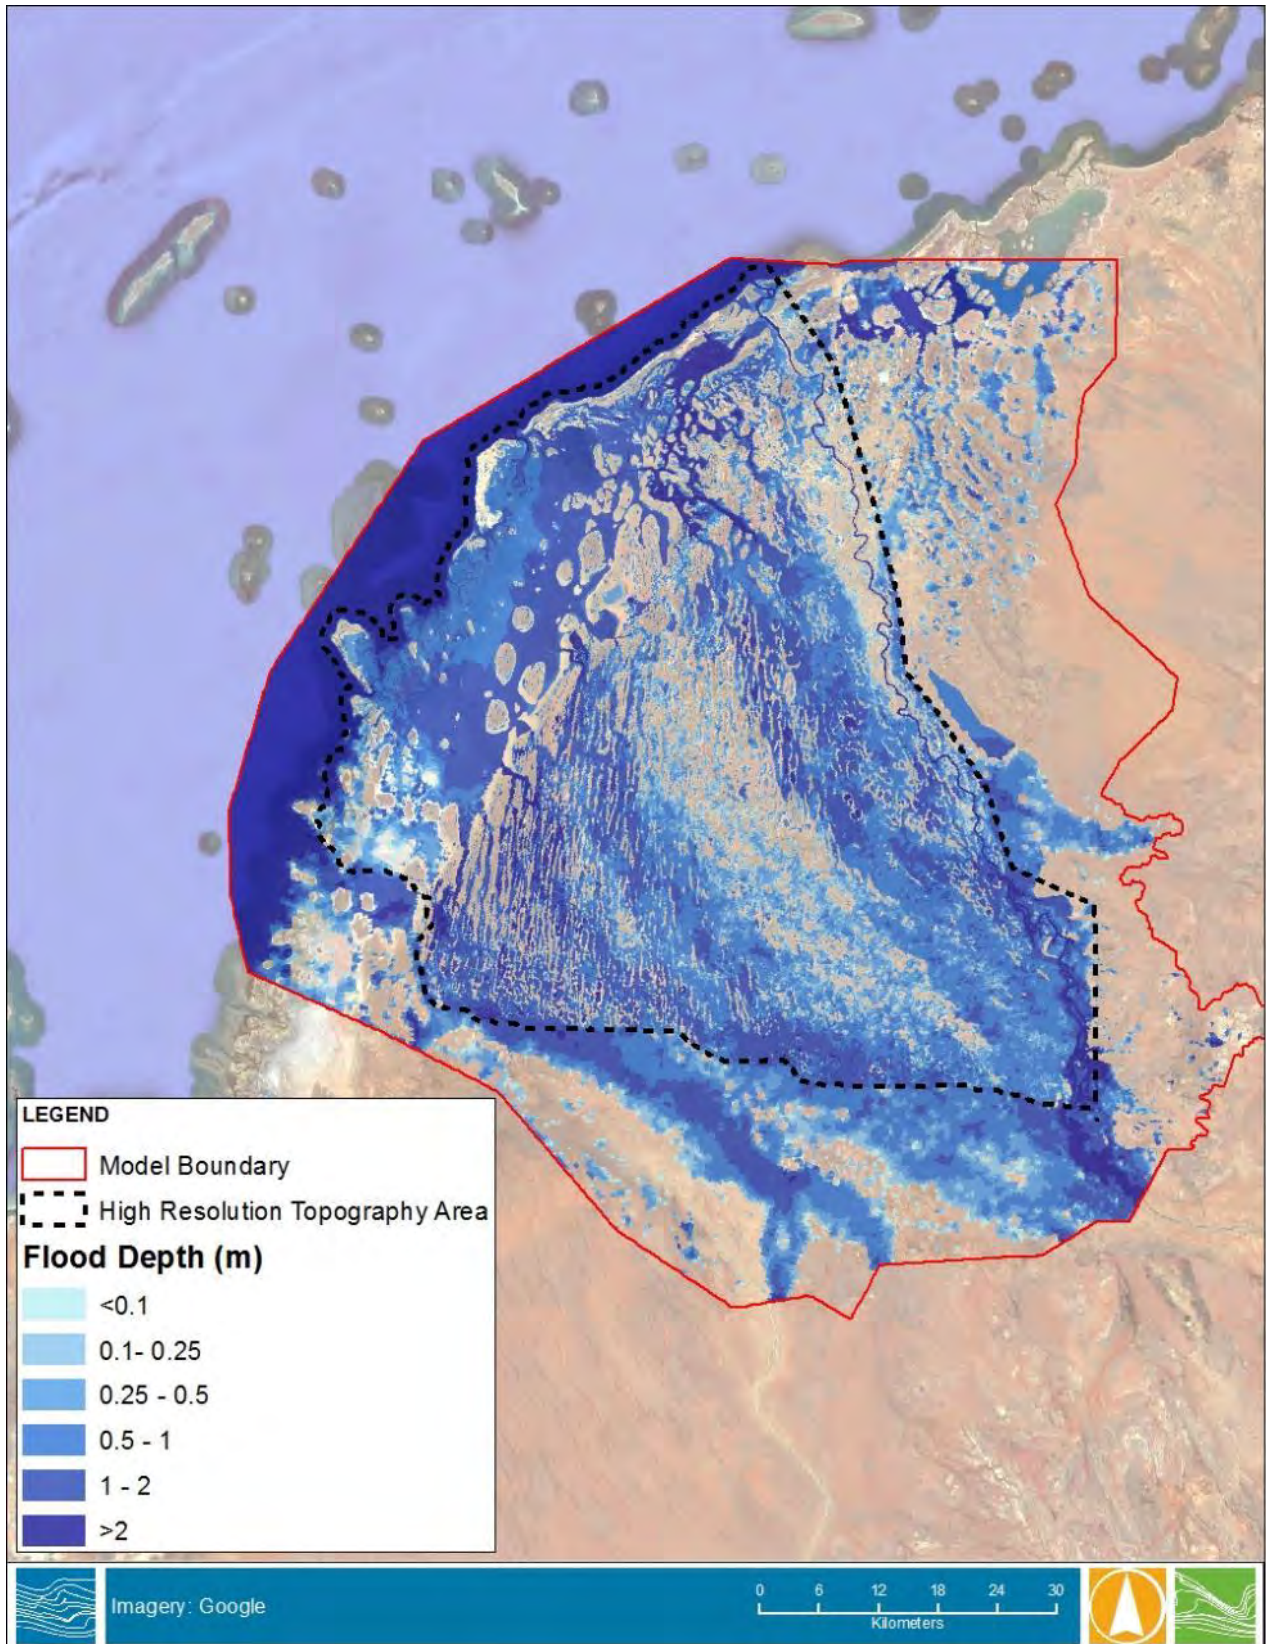 LEGEND
Model Boundary
High Resolution Topography Area
Flood Depth (m)
<0.1
0.1- 0.25
0.25 - 0.5
0.5 - 1
1 - 2
>2
Imagery: Google
0 6 12 18 24 30
Kilometers